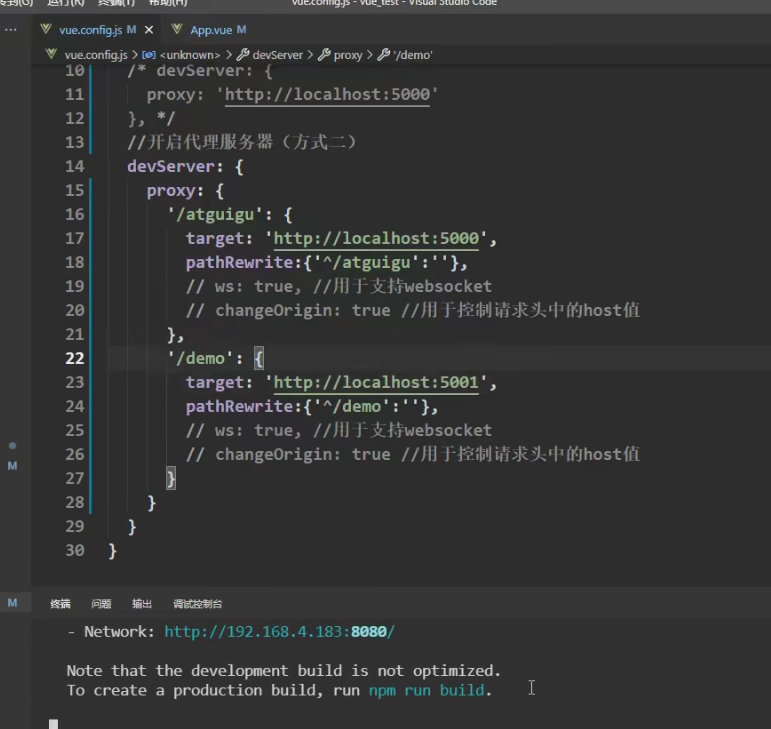 运行(R) 终端(T) 帮助(H) vue.config.js - vue_test - Visual Studio Code
··· vue.config.js M × App.vue M
vue.config.js > <unknown> > devServer > proxy > '/demo'
10 /* devServer: {
11 proxy: 'http://localhost:5000'
12 }, */
13 //开启代理服务器（方式二）
14 devServer: {
15 proxy: {
16 '/atguigu': {
17 target: 'http://localhost:5000',
18 pathRewrite:{'^/atguigu':''},
19 // ws: true, //用于支持websocket
20 // changeOrigin: true //用于控制请求头中的host值
21 },
22 '/demo': {
23 target: 'http://localhost:5001',
24 pathRewrite:{'^/demo':''},
25 // ws: true, //用于支持websocket
M
26 // changeOrigin: true //用于控制请求头中的host值
27 }
28 }
29 }
30 }
M 终端 问题 输出 调试控制台
- Network: http://192.168.4.183:8080/
Note that the development build is not optimized.
To create a production build, run npm run build.